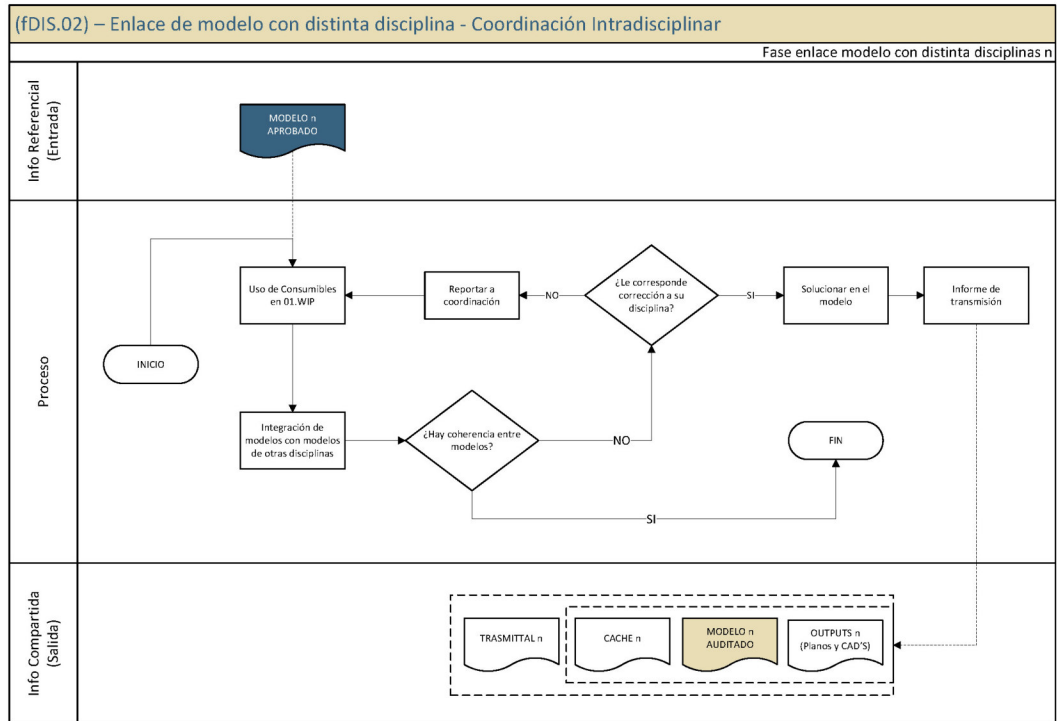 (fDIS.02) – Enlace de modelo con distinta disciplina - Coordinación Intradisciplinar
Fase enlace modelo con distinta disciplinas n
Info Referencial
(Entrada)
MODELO n
APROBADO
Proceso
Uso de Consumibles
en 01.WIP
Reportar a
coordinación
NO
¿Le corresponde
corrección a su
disciplina?
SI
Solucionar en el
modelo
Informe de
transmisión
INICIO
Integración de
modelos con modelos
de otras disciplinas
¿Hay coherencia entre
modelos?
NO
FIN
SI
Info Compartida
(Salida)
TRASMITTAL n
CACHE n
MODELO n
AUDITADO
OUTPUTS n
(Planos y CAD'S)